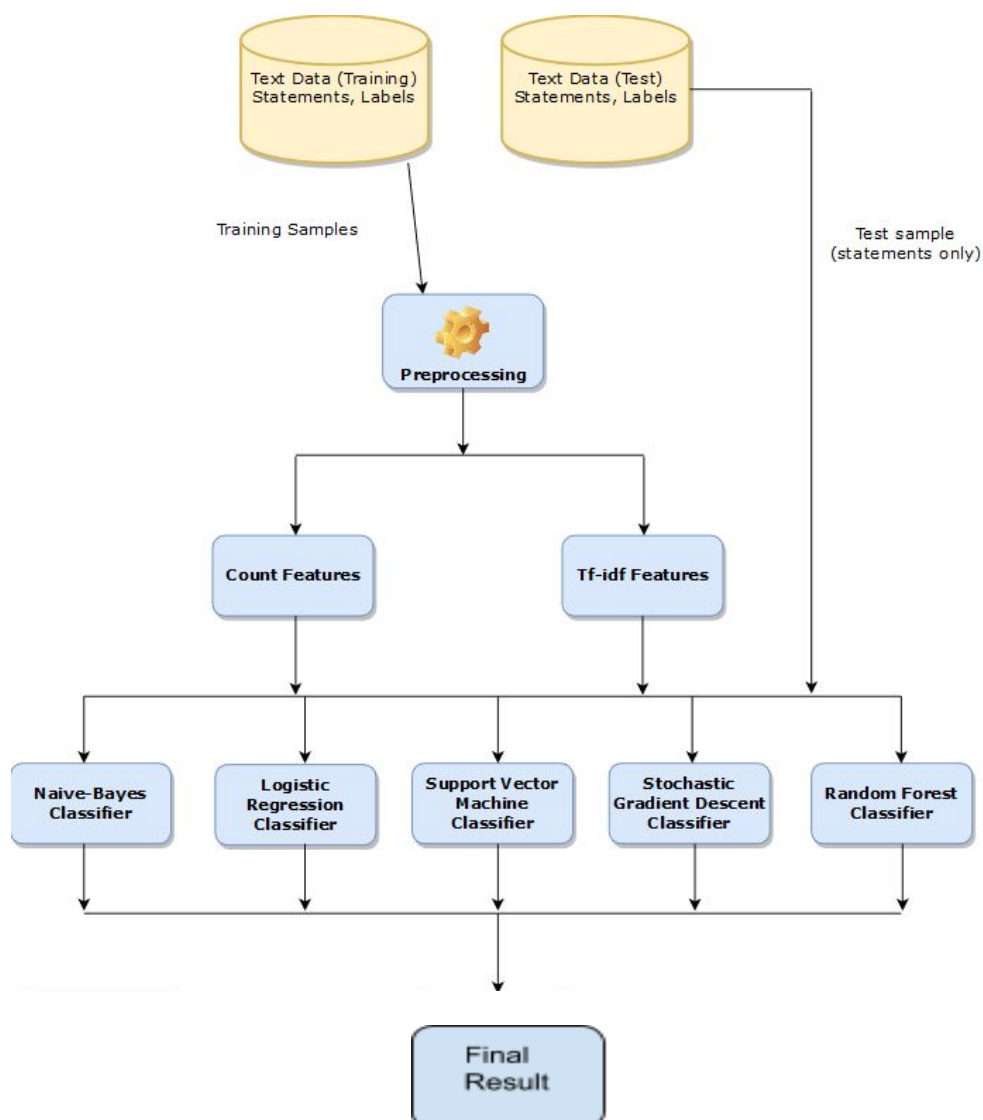 Text Data (Training)
Statements, Labels
Text Data (Test)
Statements, Labels
Training Samples
Test sample
(statements only)
Preprocessing
Count Features
Tf-idf Features
Naive-Bayes
Classifier
Logistic
Regression
Classifier
Support Vector
Machine
Classifier
Stochastic
Gradient Descent
Classifier
Random Forest
Classifier
Final
Result